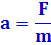 a = F/m